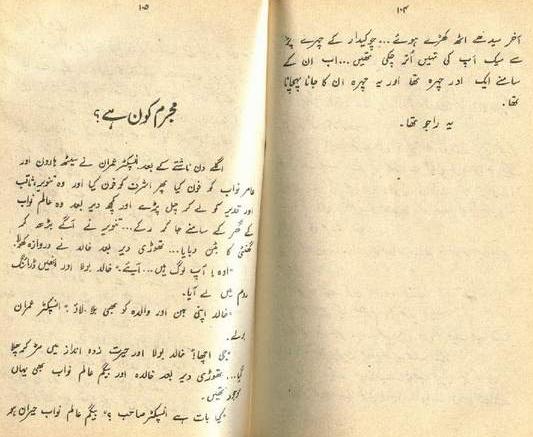 ۱۰۴
آخر سیدھے اٹھ کھڑے ہوئے... چوکیدار کے چہرے پر
سے میک آپ کی تہیں اُتر چکی تھیں... اب ان کے
سامنے ایک اور چہرہ تھا اور یہ چہرہ ان کا جانا پہچانا
تھا۔
یہ راجو تھا۔
۱۰۵
مجرم کون ہے؟
اگلے دن ناشتے کے بعد انسپکٹر عمران نے سیٹھ ہارون اور
عامر نواب کو فون کیا پھر اشرف کو فون کیا اور وہ تنویر، ثاقب
اور قدیر کو لے کر چل پڑے اور کچھ دیر بعد وہ عالم نواب
کے گھر کے سامنے جا کر رکے... تنویر نے آگے بڑھ کر
گھنٹی کا بٹن دبایا... تھوڑی دیر بعد خالد نے دروازہ کھولا۔
"اوہ! آپ لوگ ہیں... آیئے۔" خالد بولا اور انھیں ڈرائنگ
روم میں لے آیا۔
"خالد اپنی بہن اور والدہ کو بھی بلا لاؤ۔" انسپکٹر عمران
بولے۔
"جی اچھا!" خالد بولا اور حیرت زدہ انداز میں مڑ کر چلا
گیا... تھوڑی دیر بعد خالدہ اور بیگم عالم نواب بھی یہاں
موجود تھیں۔
"کیا بات ہے انسپکٹر صاحب؟" بیگم عالم نواب حیران ہو